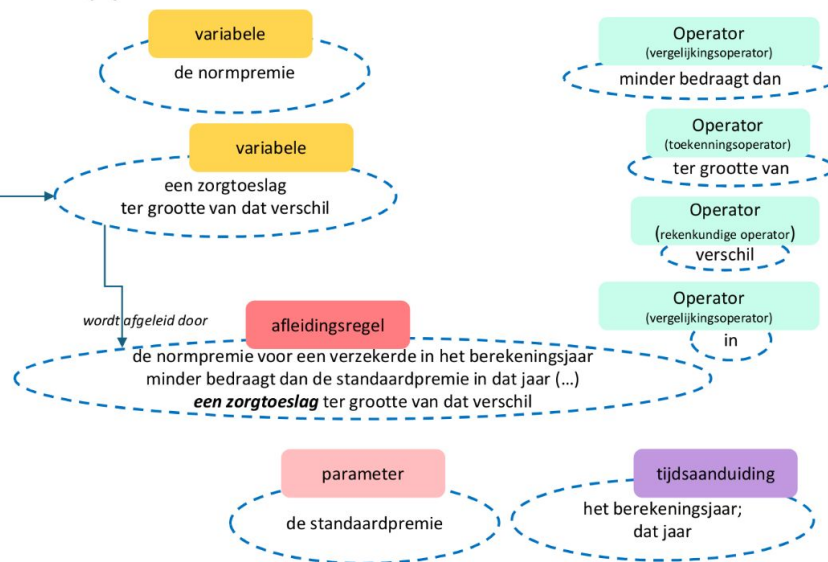 variabele
de normpremie
Operator
(vergelijkingsoperator)
minder bedraagt dan
variabele
een zorgtoeslag
ter grootte van dat verschil
Operator
(toekenningsoperator)
ter grootte van
Operator
(rekenkundige operator)
verschil
wordt afgeleid door
afleidingsregel
de normpremie voor een verzekerde in het berekeningsjaar
minder bedraagt dan de standaardpremie in dat jaar (...)
een zorgtoeslag ter grootte van dat verschil
Operator
(vergelijkingsoperator)
in
parameter
de standaardpremie
tijdsaanduiding
het berekeningsjaar;
dat jaar